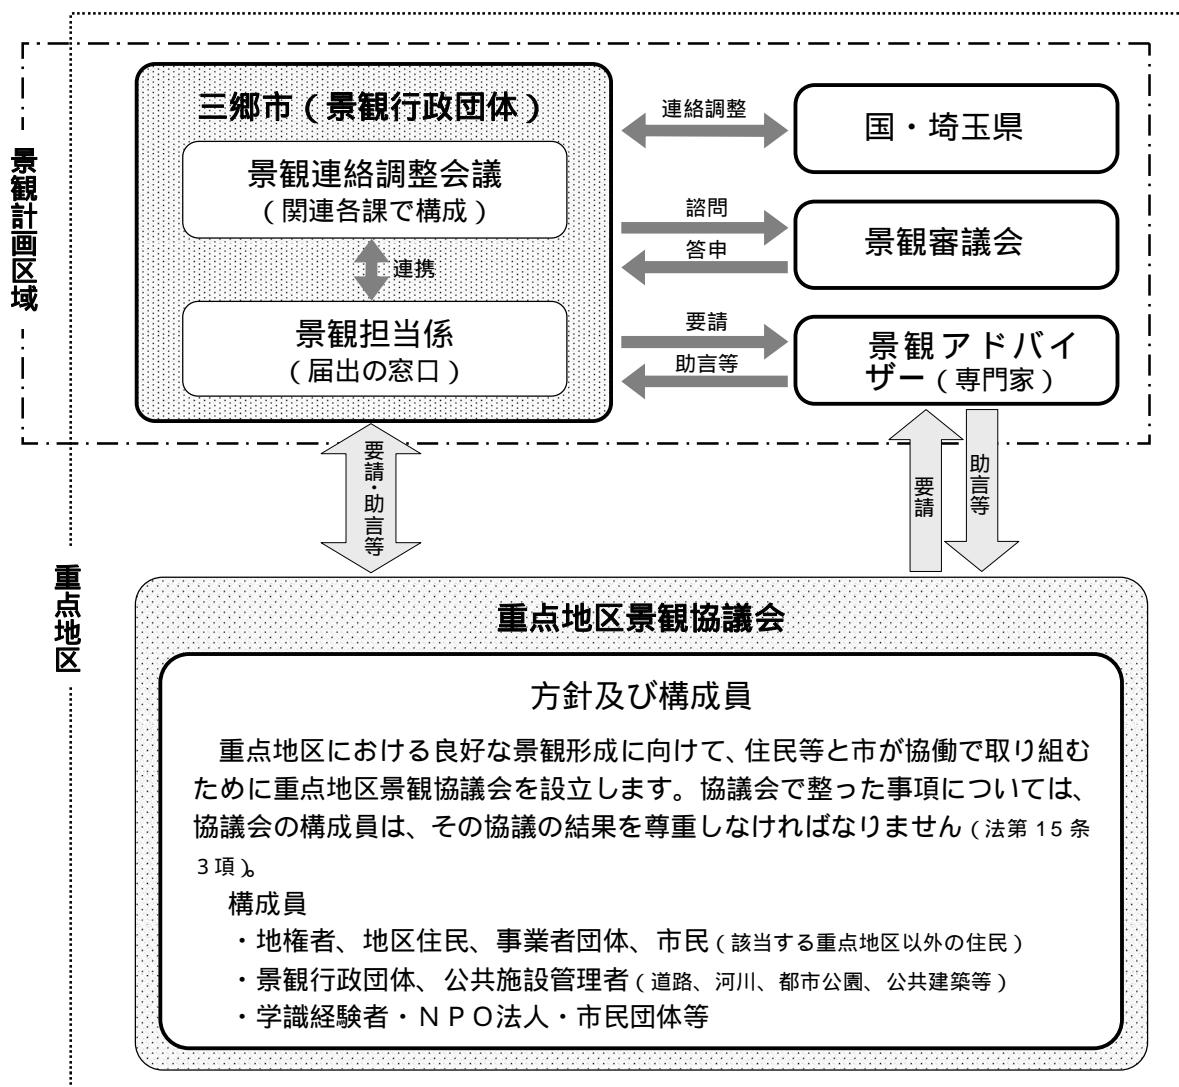 景観計画区域
三郷市（景観行政団体）
景観連絡調整会議
（関連各課で構成）
連携
景観担当係
（届出の窓口）
連絡調整
国・埼玉県
諮問
答申
景観審議会
要請
助言等
景観アドバイ
ザー（専門家）
要請・助言等
要請
助言等
重点地区
重点地区景観協議会
方針及び構成員
重点地区における良好な景観形成に向けて、住民等と市が協働で取り組む
ために重点地区景観協議会を設立します。協議会で整った事項については、
協議会の構成員は、その協議の結果を尊重しなければなりません（法第 15 条
3 項）。
構成員
・地権者、地区住民、事業者団体、市民（該当する重点地区以外の住民）
・景観行政団体、公共施設管理者（道路、河川、都市公園、公共建築等）
・学識経験者・ＮＰＯ法人・市民団体等